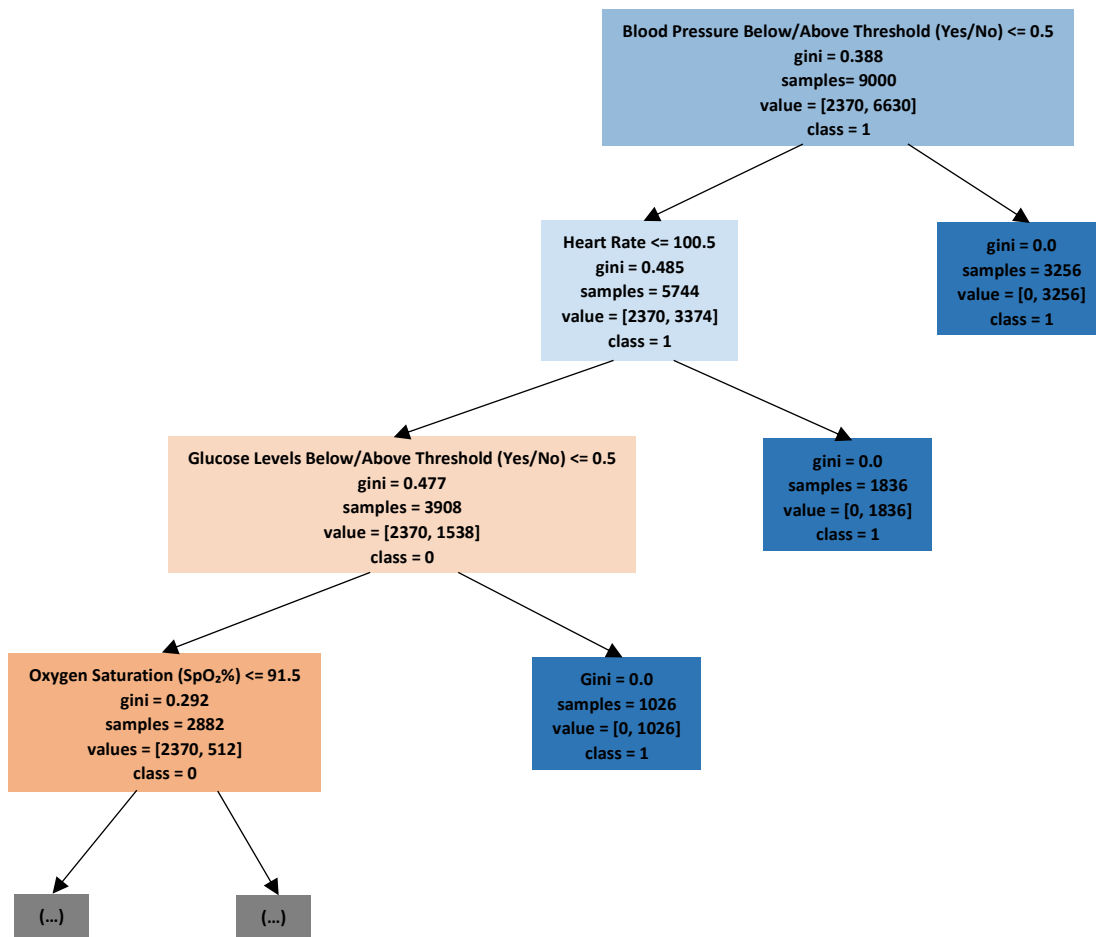 Blood Pressure Below/Above Threshold (Yes/No) <= 0.5
gini = 0.388
samples= 9000
value = [2370, 6630]
class = 1
Heart Rate <= 100.5
gini = 0.485
samples = 5744
value = [2370, 3374]
class = 1
gini = 0.0
samples = 3256
value = [0, 3256]
class = 1
Glucose Levels Below/Above Threshold (Yes/No) <= 0.5
gini = 0.477
samples = 3908
value = [2370, 1538]
class = 0
gini = 0.0
samples = 1836
value = [0, 1836]
class = 1
Oxygen Saturation (SpO₂%) <= 91.5
gini = 0.292
samples = 2882
values = [2370, 512]
class = 0
Gini = 0.0
samples = 1026
value = [0, 1026]
class = 1
(...)
(...)